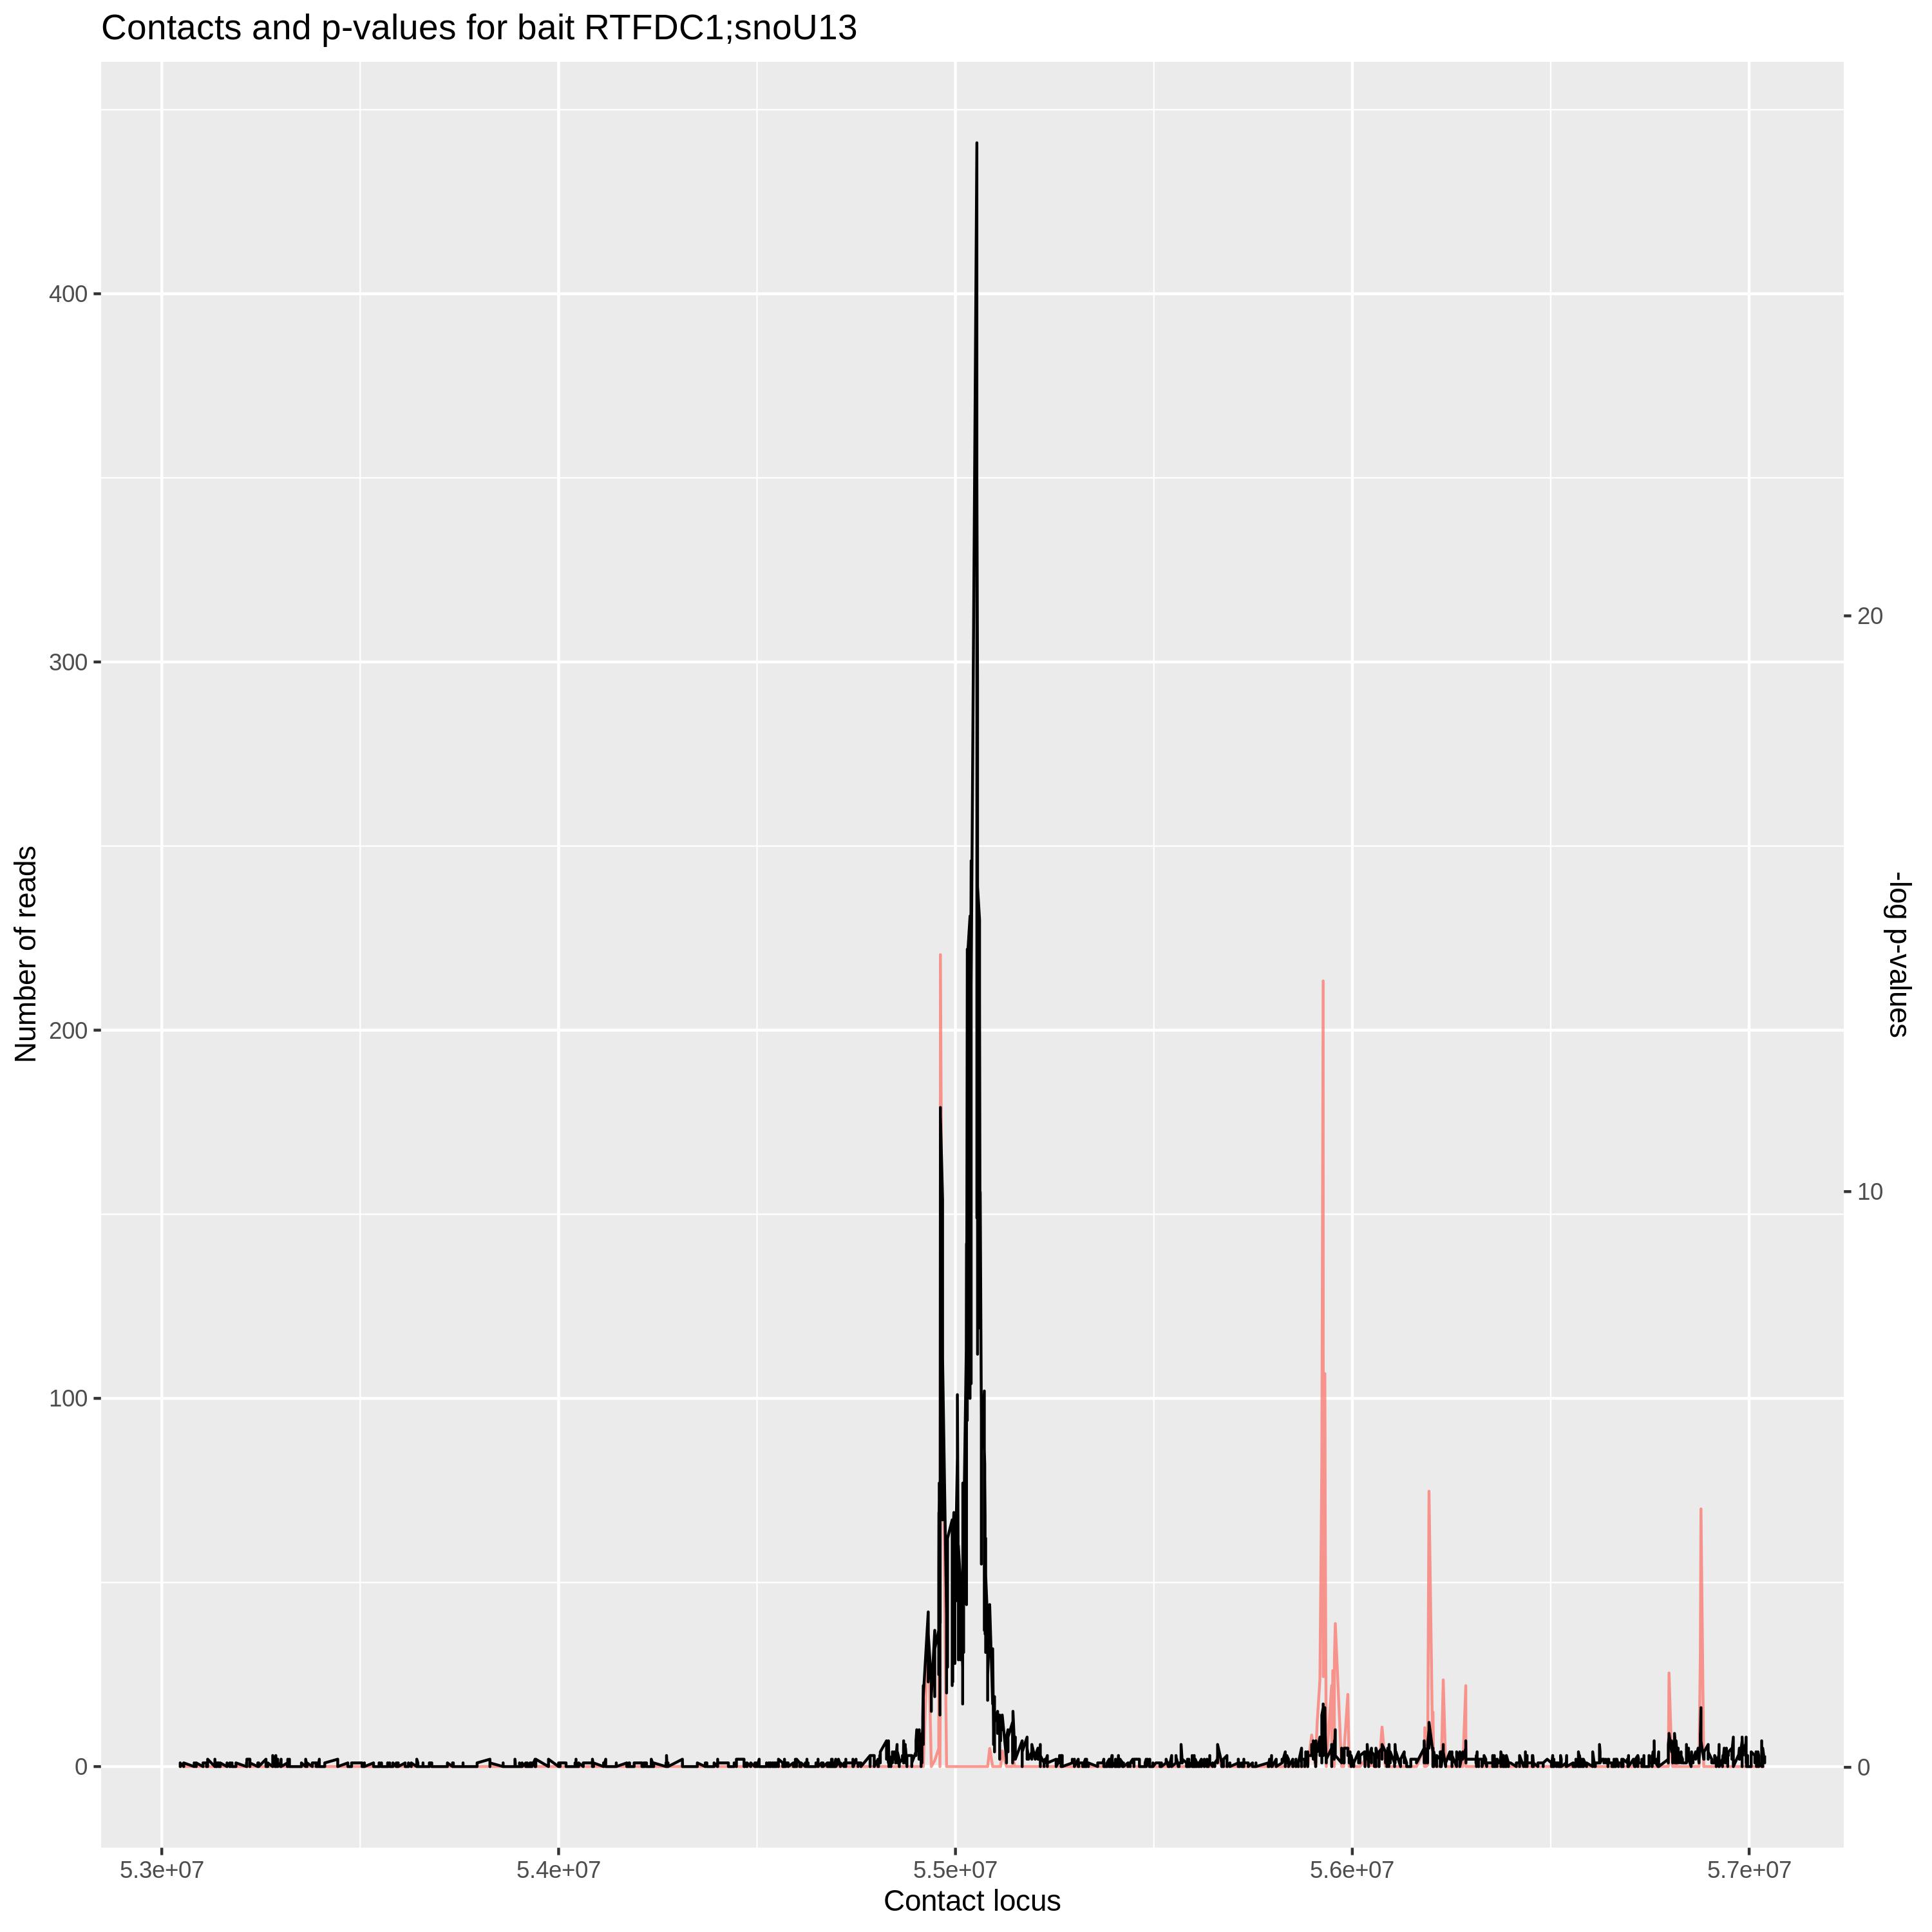 Contacts and p-values for bait RTFDC1;snoU13
400
300
200
100
0
Number of reads
20
10
0
-log p-values
5.3e+07
5.4e+07
5.5e+07
5.6e+07
5.7e+07
Contact locus